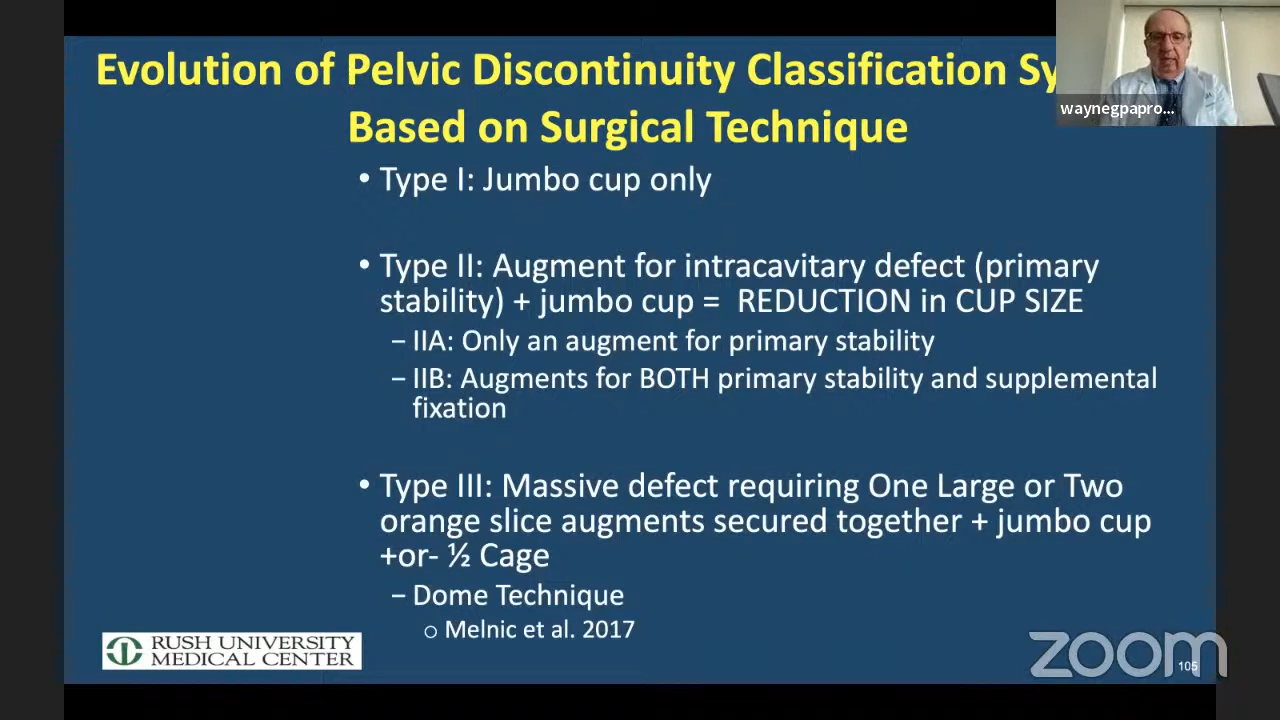 Evolution of Pelvic Discontinuity Classification Sy
Based on Surgical Technique
waynegpapro...
• Type I: Jumbo cup only
• Type II: Augment for intracavitary defect (primary
stability) + jumbo cup = REDUCTION in CUP SIZE
– IIA: Only an augment for primary stability
– IIB: Augments for BOTH primary stability and supplemental
fixation
• Type III: Massive defect requiring One Large or Two
orange slice augments secured together + jumbo cup
+or- ½ Cage
– Dome Technique
○ Melnic et al. 2017
RUSH UNIVERSITY
MEDICAL CENTER
zoom
105